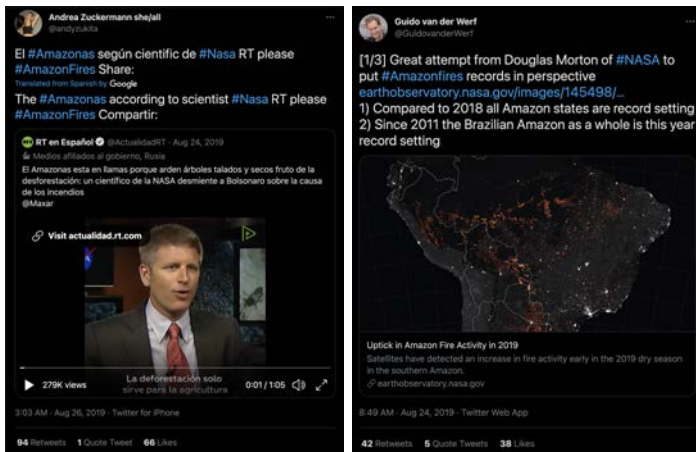 Andrea Zuckermann she/all
@andyzukita
El #Amazonas según cientific de #Nasa RT please
#AmazonFires Share:
Translated from Spanish by Google
The #Amazonas according to scientist #Nasa RT please
#AmazonFires Compartir:
RT en Español @ActualidadRT · Aug 24, 2019
Medios afiliados al gobierno, Rusia
El Amazonas esta en llamas porque arden árboles talados y secos fruto de la
desforestación: un científico de la NASA desmiente a Bolsonaro sobre la causa
de los incendios
@Maxar
Visit actualidad.rt.com
La deforestación solo
sirve para la agricultura
279K views
0:01 / 1:05
3:03 AM · Aug 26, 2019 · Twitter for iPhone
94 Retweets 1 Quote Tweet 66 Likes
Guido van der Werf
@GuidovanderWerf
[1/3] Great attempt from Douglas Morton of #NASA to
put #Amazonfires records in perspective
earthobservatory.nasa.gov/images/145498/...
1) Compared to 2018 all Amazon states are record setting
2) Since 2011 the Brazilian Amazon as a whole is this year
record setting
Uptick in Amazon Fire Activity in 2019
Satellites have detected an increase in fire activity early in the 2019 dry season
in the southern Amazon.
earthobservatory.nasa.gov
8:49 AM · Aug 24, 2019 · Twitter Web App
42 Retweets 5 Quote Tweets 38 Likes